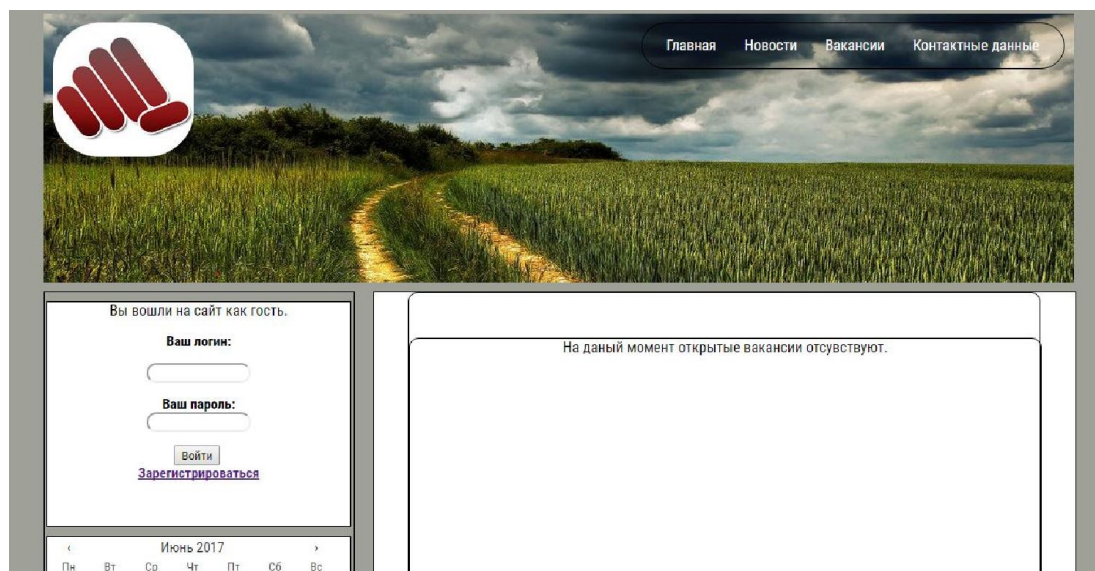 Главная Новости Вакансии Контактные данные
Вы вошли на сайт как гость.
Ваш логин:
Ваш пароль:
Войти
Зарегистрироваться
‹ Июнь 2017 ›
Пн Вт Ср Чт Пт Сб Вс
На даный момент открытые вакансии отсувствуют.